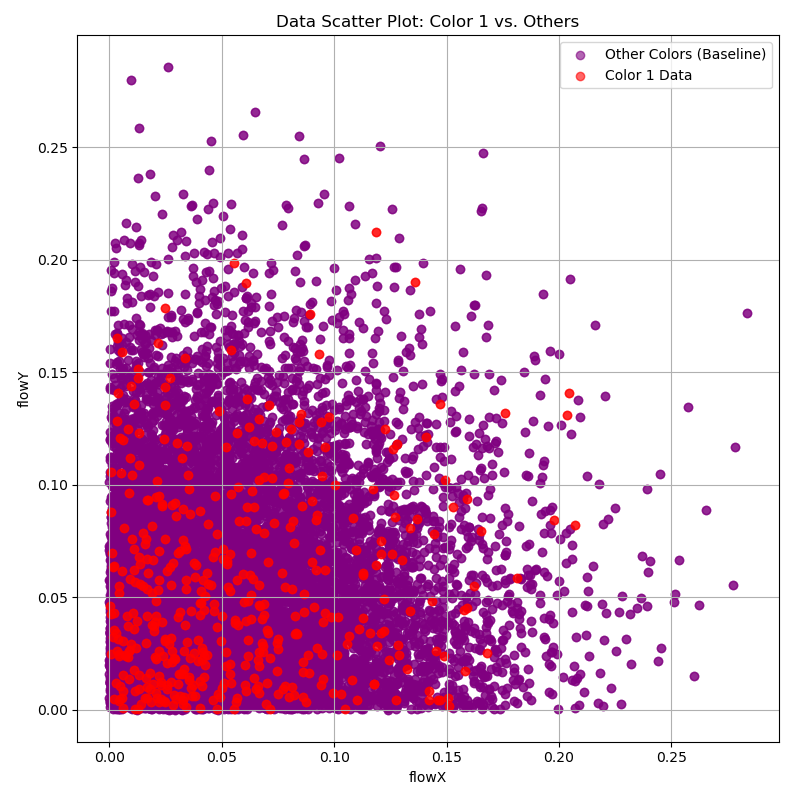 Data Scatter Plot: Color 1 vs. Others
Other Colors (Baseline)
Color 1 Data
flowY
0.25
0.20
0.15
0.10
0.05
0.00
0.00 0.05 0.10 0.15 0.20 0.25
flowX